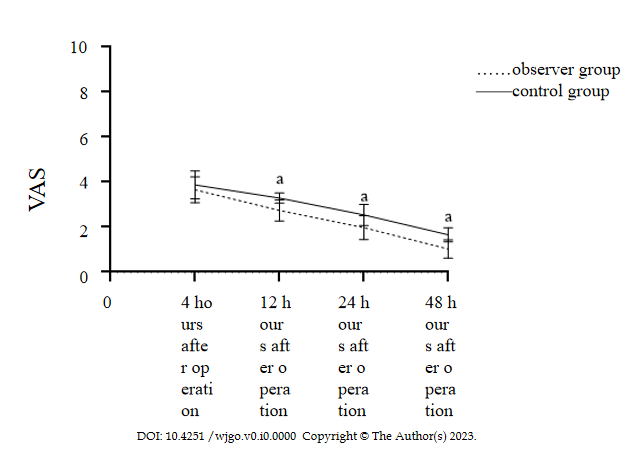 10
8
6
4
2
0
VAS
......observer group
control group
a
a
a
0
4 ho
urs
afte
r op
erati
on
12 h
our
s aft
er o
pera
tion
24 h
our
s aft
er o
pera
tion
48 h
our
s aft
er o
pera
tion
DOI: 10.4251 /wjgo.v0.i0.0000 Copyright © The Author(s) 2023.